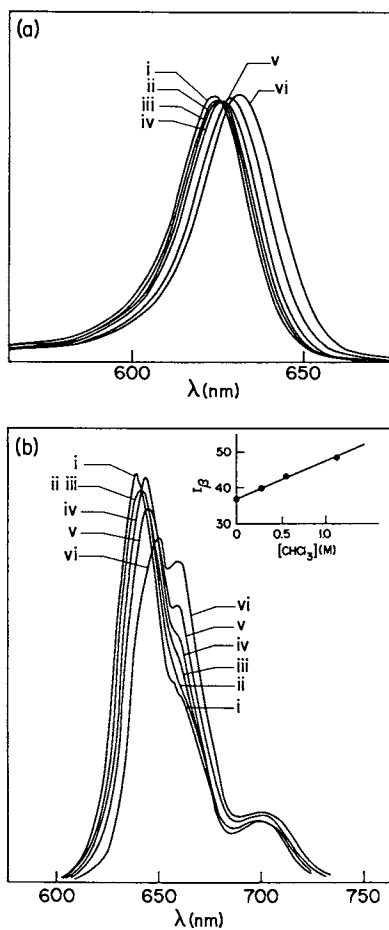 (a)
i
ii
iii
iv
v
vi
600 650
λ(nm)
(b)
i
ii iii
iv
v
vi
50
40
30
Iβ
0 0.5 1.0
[CHCl3](M)
vi
v
iv
iii
ii
i
600 650 700 750
λ(nm)